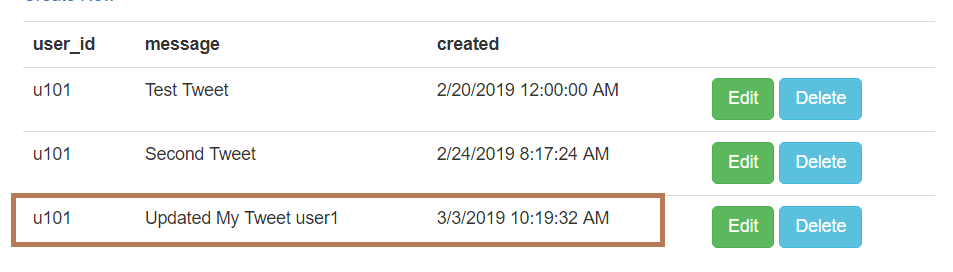 user_id message created
u101 Test Tweet 2/20/2019 12:00:00 AM Edit Delete
u101 Second Tweet 2/24/2019 8:17:24 AM Edit Delete
u101 Updated My Tweet user1 3/3/2019 10:19:32 AM Edit Delete